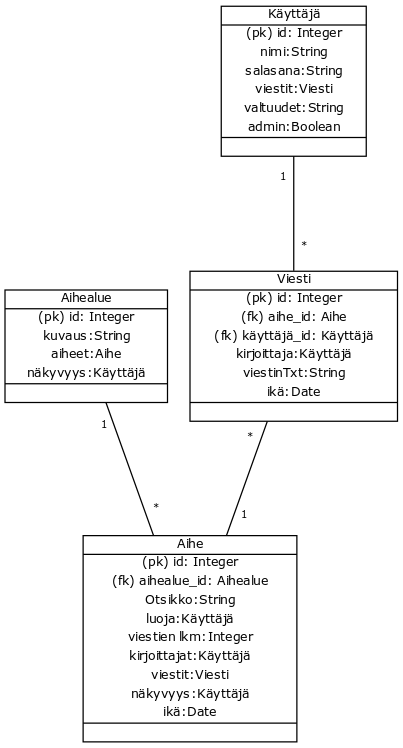 Käyttäjä
(pk) id: Integer
nimi:String
salasana:String
viestit:Viesti
valtuudet:String
admin:Boolean
1
*
Viesti
(pk) id: Integer
(fk) aihe_id: Aihe
(fk) käyttäjä_id: Käyttäjä
kirjoittaja:Käyttäjä
viestinTxt:String
ikä:Date
Aihealue
(pk) id: Integer
kuvaus:String
aiheet:Aihe
näkyvyys:Käyttäjä
1
*
*
1
Aihe
(pk) id: Integer
(fk) aihealue_id: Aihealue
Otsikko:String
luoja:Käyttäjä
viestien lkm:Integer
kirjoittajat:Käyttäjä
viestit:Viesti
näkyvyys:Käyttäjä
ikä:Date